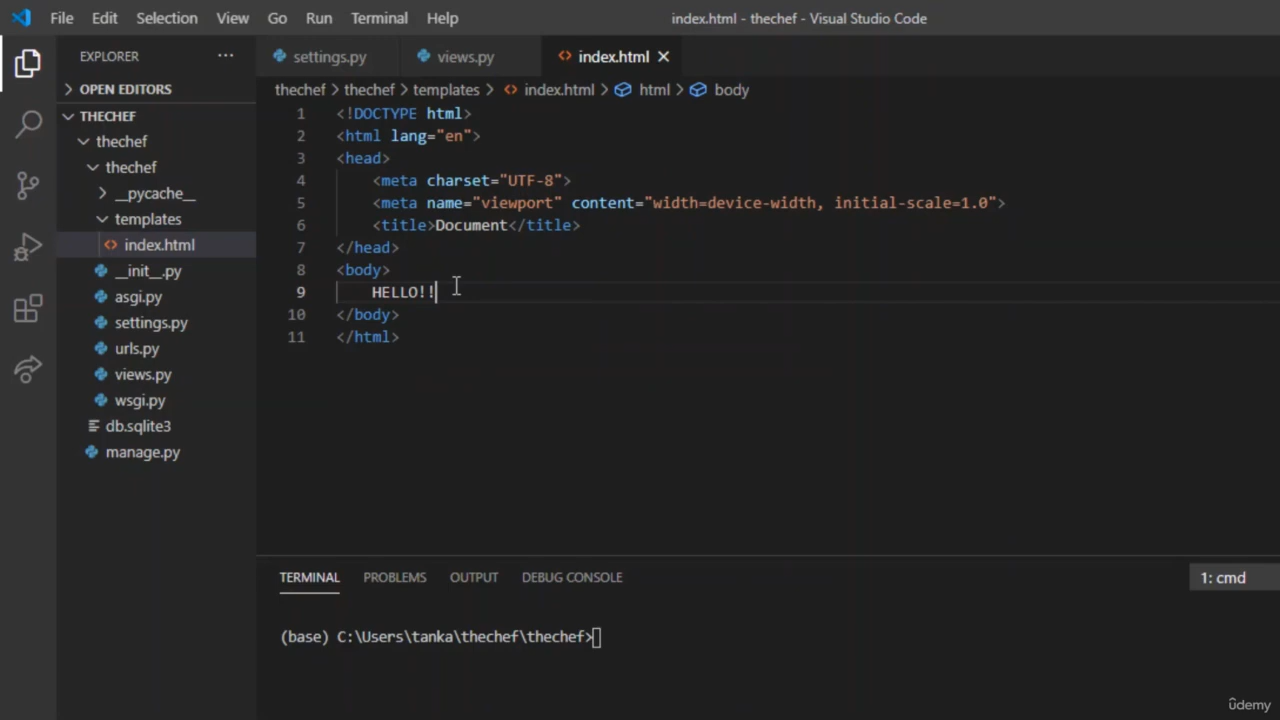 File Edit Selection View Go Run Terminal Help index.html - thechef - Visual Studio Code
EXPLORER ···
OPEN EDITORS
THECHEF
thechef
thechef
__pycache__
templates
index.html
__init__.py
asgi.py
settings.py
urls.py
views.py
wsgi.py
db.sqlite3
manage.py
settings.py views.py index.html
thechef > thechef > templates > index.html > html > body
1 <!DOCTYPE html>
2 <html lang="en">
3 <head>
4 <meta charset="UTF-8">
5 <meta name="viewport" content="width=device-width, initial-scale=1.0">
6 <title>Document</title>
7 </head>
8 <body>
9 HELLO!!
10 </body>
11 </html>
TERMINAL PROBLEMS OUTPUT DEBUG CONSOLE 1: cmd
(base) C:\Users\tanka\thechef\thechef>
ûdemy